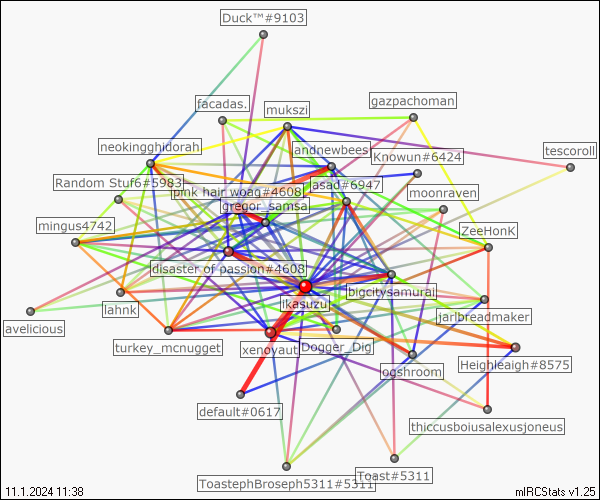 Duck™#9103
facadas.
mukszi
gazpachoman
neokingghidorah
landnewbees
Knowun#6424
tescoroll
Random Stuf6#5983
pink hair woag#4608
asad#6947
moonraven
gregor_samsa
mingus4742
ZeeHonK
disaster of passion#4608
bigcitysamurai
ikasuzu
avelicious
lahnk
jarlbreadmaker
turkey_mcnugget
xenovaut
Dogger_Dig
ogshroom
Heighleaigh#8575
default#0617
thiccusboiusalexusjoneus
ToastephBroseph5311#5311
Toast#5311
11.1.2024 11:38
mIRCStats v1.25